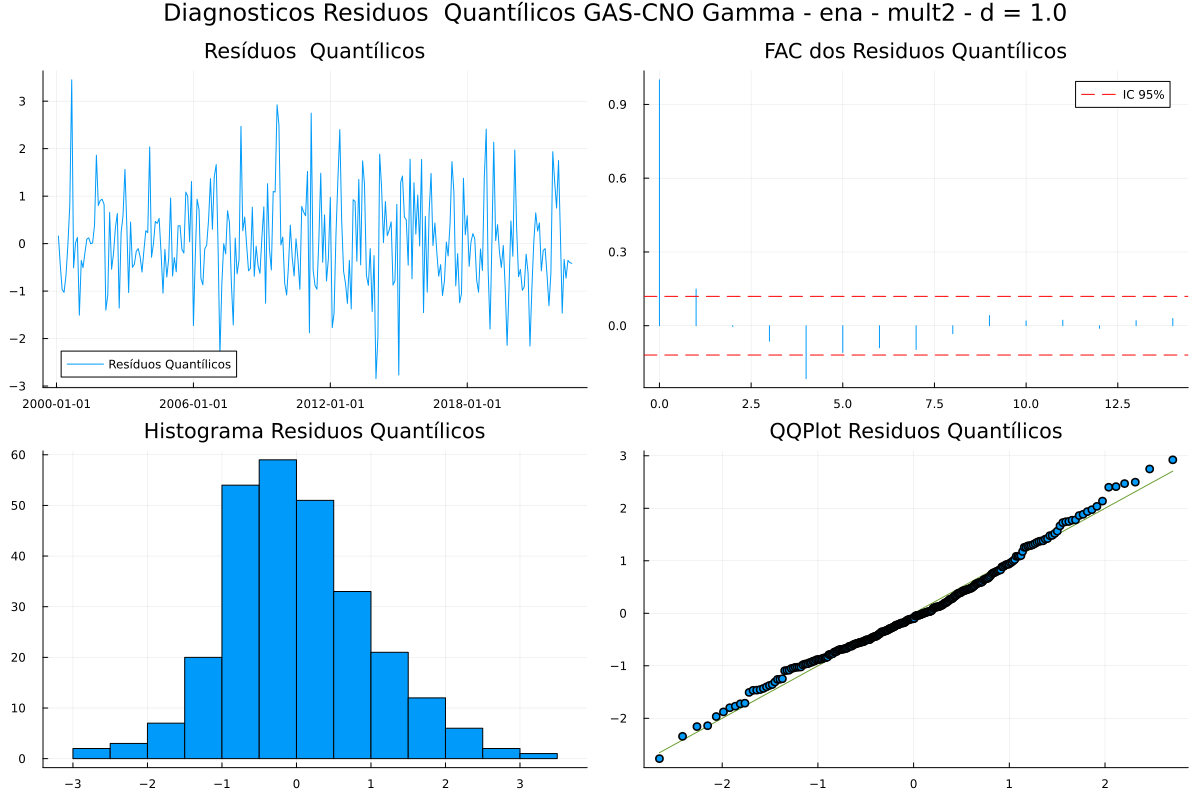 Diagnosticos Residuos  Quantílicos GAS-CNO Gamma - ena - mult2 - d = 1.0
Resíduos  Quantílicos
3
2
1
0
−1
−2
−3
Resíduos Quantílicos
2000-01-01 2006-01-01 2012-01-01 2018-01-01
FAC dos Residuos Quantílicos
IC 95%
0.9
0.6
0.3
0.0
0.0 2.5 5.0 7.5 10.0 12.5
Histograma Residuos Quantílicos
60
50
40
30
20
10
0
−3 −2 −1 0 1 2 3
QQPlot Residuos Quantílicos
3
2
1
0
−1
−2
−2 −1 0 1 2